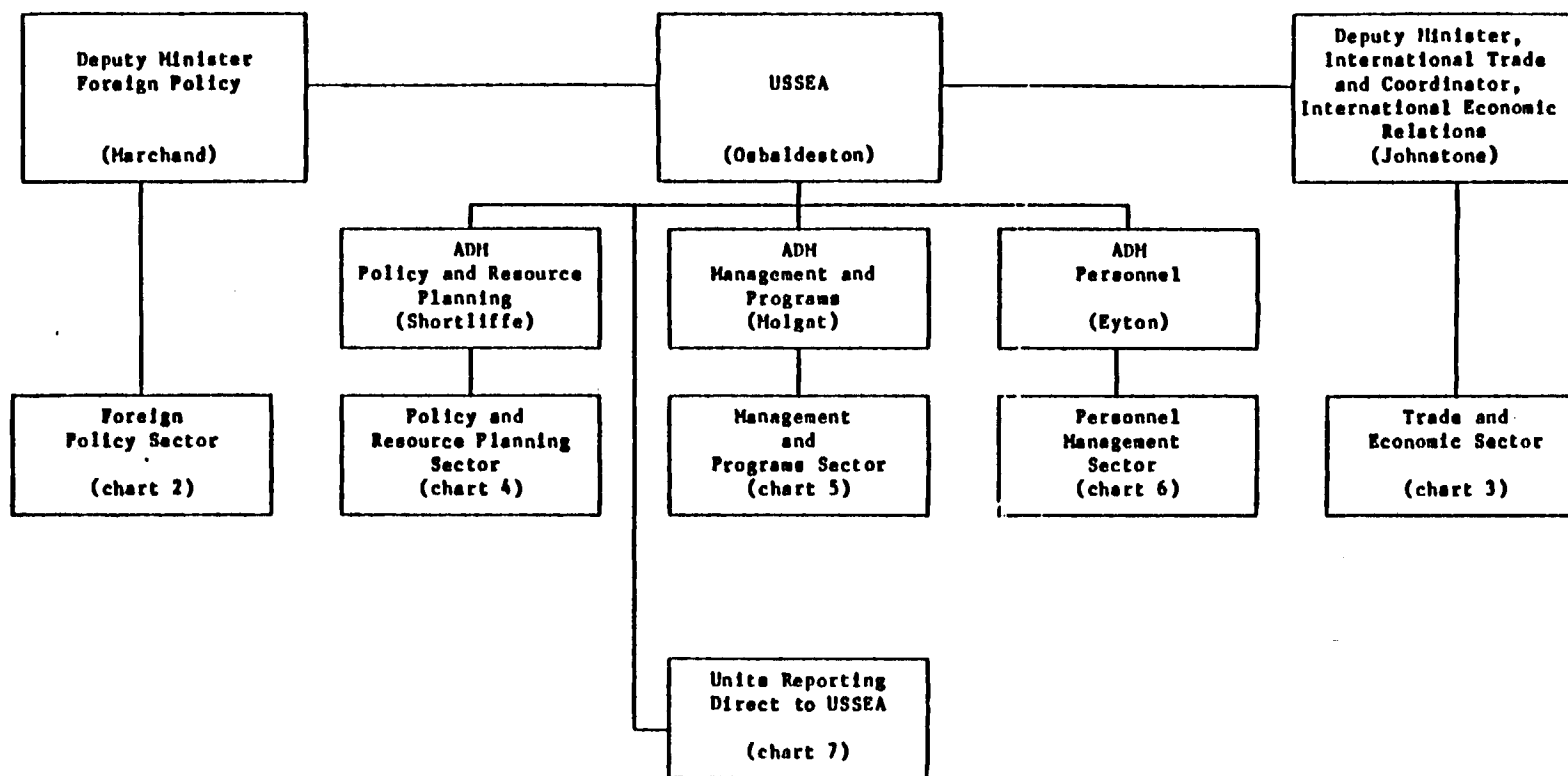 Deputy Minister
Foreign Policy
(Marchand)
USSEA
(Osbaldeston)
Deputy Minister,
International Trade
and Coordinator,
International Economic
Relations
(Johnstone)
ADM
Policy and Resource
Planning
(Shortliffe)
ADM
Management and
Programs
(Molgat)
ADM
Personnel
(Eyton)
Foreign
Policy Sector
(chart 2)
Policy and
Resource Planning
Sector
(chart 4)
Management
and
Programs Sector
(chart 5)
Personnel
Management
Sector
(chart 6)
Trade and
Economic Sector
(chart 3)
Units Reporting
Direct to USSEA
(chart 7)